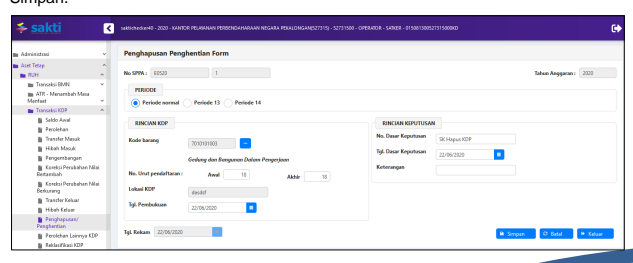 Simpan.
sakti
sakticheckerv40 - 2020 - KANTOR PELAYANAN PERBENDAHARAAN NEGARA PEKALONGAN(527315) - 52731500 - OPERATOR - SATKER - 015081300527315000KD
Administrasi
Aset Tetap
RUH
Transaksi BMN
ATR - Menambah Masa
Manfaat
Transaksi KDP
Saldo Awal
Perolehan
Transfer Masuk
Hibah Masuk
Pengembangan
Koreksi Perubahan Nilai
Bertambah
Koreksi Perubahan Nilai
Berkurang
Transfer Keluar
Hibah Keluar
Penghapusan/
Penghentian
Perolehan Lainnya KDP
Reklasifikasi KDP
Penghapusan Penghentian Form
No SPPA : E0520 1 Tahun Anggaran : 2020
PERIODE
Periode normal Periode 13 Periode 14
RINCIAN KDP
Kode barang 7010101003
Gedung dan Bangunan Dalam Pengerjaan
No. Urut pendaftaran : Awal 18 Akhir 18
Lokasi KDP dasdsf
Tgl. Pembukuan 22/06/2020
RINCIAN KEPUTUSAN
No. Dasar Keputusan SK Hapus KDP
Tgl. Dasar Keputusan 22/06/2020
Keterangan
Tgl. Rekam 22/06/2020
Simpan Batal Keluar